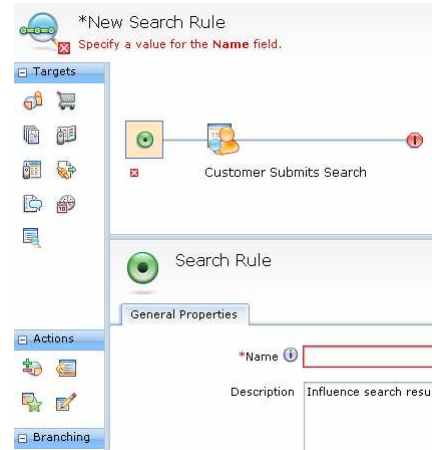 *New Search Rule
Specify a value for the Name field.
Targets
Customer Submits Search
Search Rule
General Properties
*Name
Description
Influence search resu
Actions
Branching